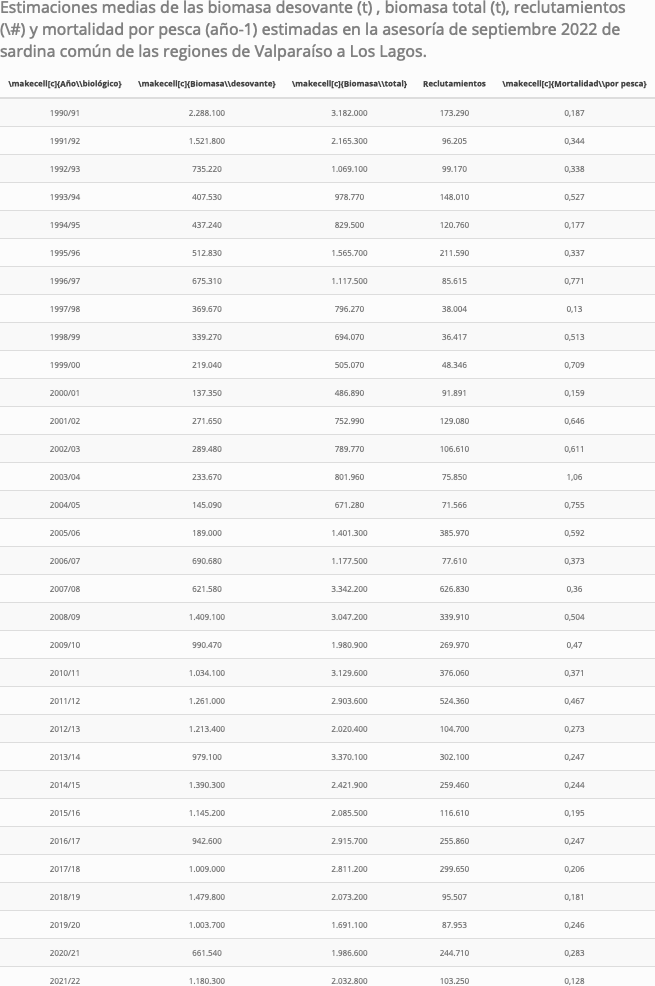 Estimaciones medias de las biomasa desovante (t) , biomasa total (t), reclutamientos
(\#) y mortalidad por pesca (año-1) estimadas en la asesoría de septiembre 2022 de
sardina común de las regiones de Valparaíso a Los Lagos.
\makecell[c]{Año\\biológico} \makecell[c]{Biomasa\\desovante} \makecell[c]{Biomasa\\total} Reclutamientos \makecell[c]{Mortalidad\\por pesca}
1990/91 2.288.100 3.182.000 173.290 0,187
1991/92 1.521.800 2.165.300 96.205 0,344
1992/93 735.220 1.069.100 99.170 0,338
1993/94 407.530 978.770 148.010 0,527
1994/95 437.240 829.500 120.760 0,177
1995/96 512.830 1.565.700 211.590 0,337
1996/97 675.310 1.117.500 85.615 0,771
1997/98 369.670 796.270 38.004 0,13
1998/99 339.270 694.070 36.417 0,513
1999/00 219.040 505.070 48.346 0,709
2000/01 137.350 486.890 91.891 0,159
2001/02 271.650 752.990 129.080 0,646
2002/03 289.480 789.770 106.610 0,611
2003/04 233.670 801.960 75.850 1,06
2004/05 145.090 671.280 71.566 0,755
2005/06 189.000 1.401.300 385.970 0,592
2006/07 690.680 1.177.500 77.610 0,373
2007/08 621.580 3.342.200 626.830 0,36
2008/09 1.409.100 3.047.200 339.910 0,504
2009/10 990.470 1.980.900 269.970 0,47
2010/11 1.034.100 3.129.600 376.060 0,371
2011/12 1.261.000 2.903.600 524.360 0,467
2012/13 1.213.400 2.020.400 104.700 0,273
2013/14 979.100 3.370.100 302.100 0,247
2014/15 1.390.300 2.421.900 259.460 0,244
2015/16 1.145.200 2.085.500 116.610 0,195
2016/17 942.600 2.915.700 255.860 0,247
2017/18 1.009.000 2.811.200 299.650 0,206
2018/19 1.479.800 2.073.200 95.507 0,181
2019/20 1.003.700 1.691.100 87.953 0,246
2020/21 661.540 1.986.600 244.710 0,283
2021/22 1.180.300 2.032.800 103.250 0,128